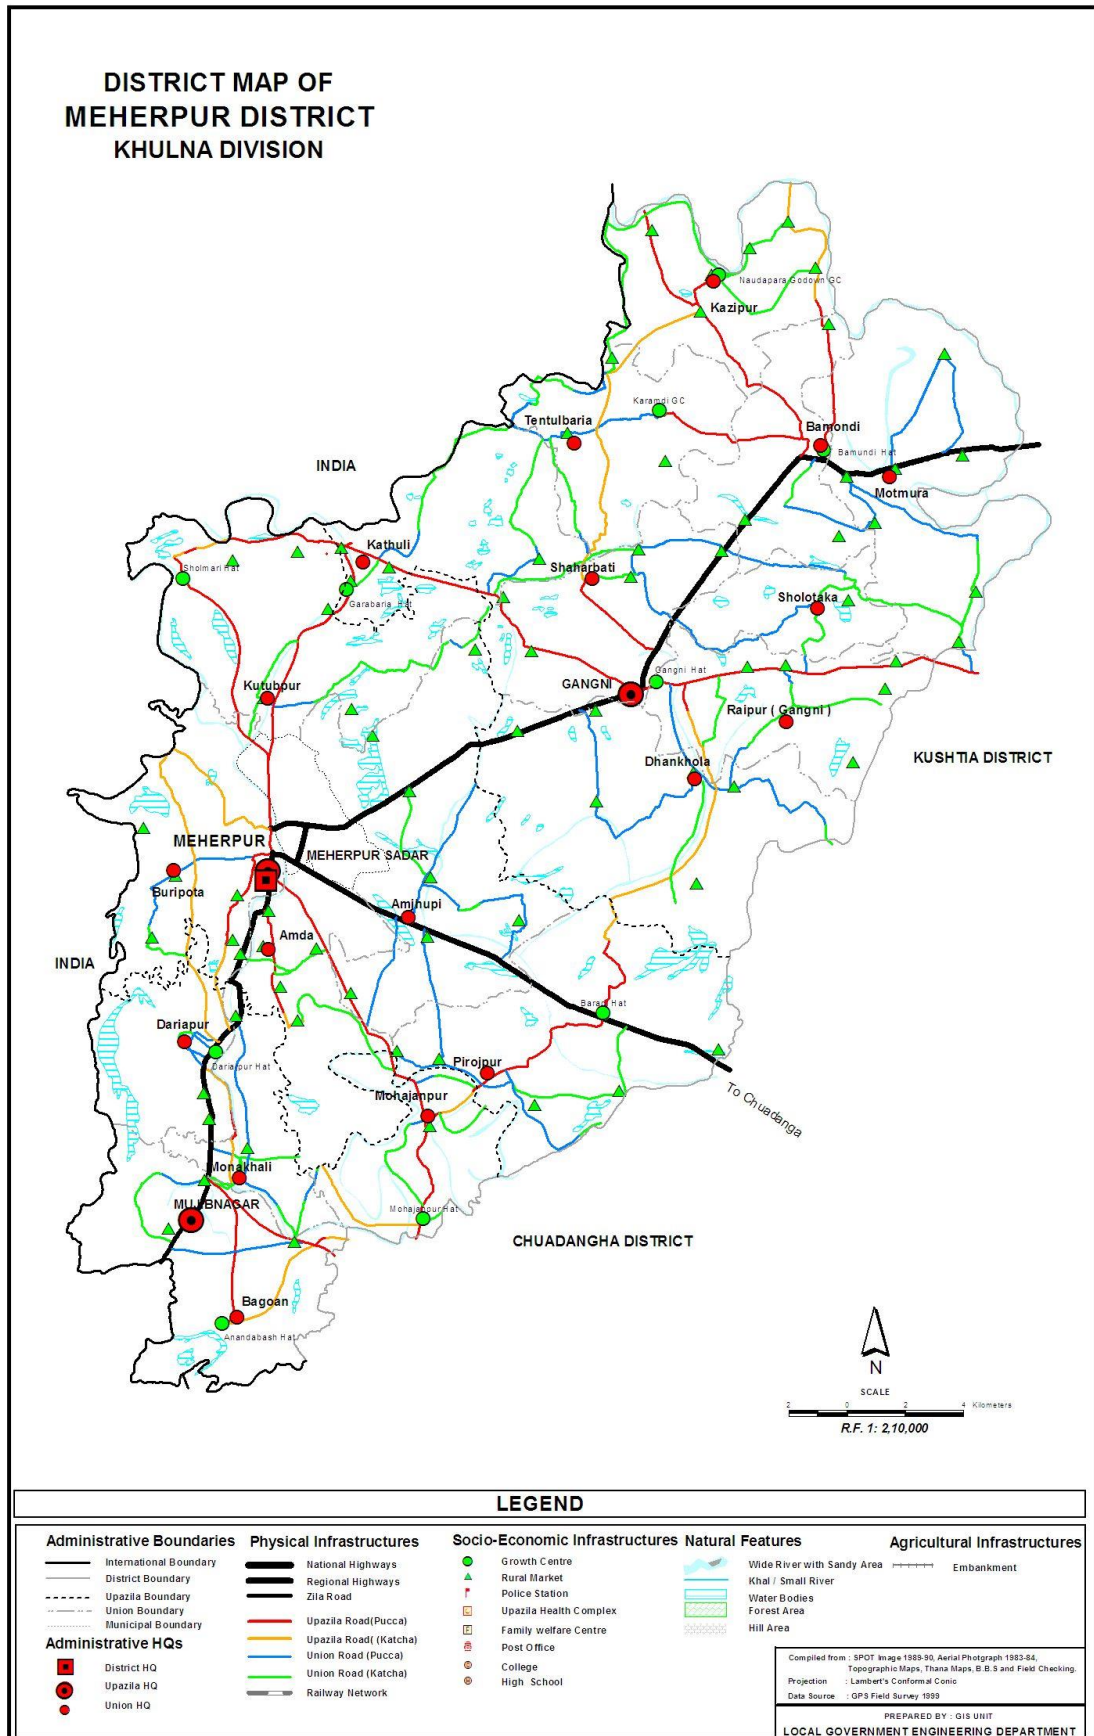 DISTRICT MAP OF
MEHERPUR DISTRICT
KHULNA DIVISION
Naudapara Godown GC
Kazipur
Karamdi GC
Tentulbaria
Bamondi
Bamundi Hat
INDIA
Motmura
Kathuli
Sholmari Hat
Shaharbati
Garabaria Hat
Sholotaka
Gangni Hat
GANGNI
Kutubpur
Raipur ( Gangni )
KUSHTIA DISTRICT
Dhankhola
MEHERPUR
MEHERPUR SADAR
Buripota
Amjhupi
Amda
INDIA
Baradi Hat
Dariapur
Dariarpur Hat
Pirojpur
Mohajanpur
To Chuadanga
Monakhali
MUJIBNAGAR
Mohajanpur Hat
CHUADANGHA DISTRICT
Bagoan
Anandabash Hat
N
SCALE
2 0 2 4 Kilometers
R.F. 1: 2,10,000
LEGEND
Administrative Boundaries
International Boundary
District Boundary
Upazila Boundary
Union Boundary
Municipal Boundary
Administrative HQs
District HQ
Upazila HQ
Union HQ
Physical Infrastructures
National Highways
Regional Highways
Zila Road
Upazila Road(Pucca)
Upazila Road( (Katcha)
Union Road (Pucca)
Union Road (Katcha)
Railway Network
Socio-Economic Infrastructures
Growth Centre
Rural Market
Police Station
Upazila Health Complex
Family welfare Centre
Post Office
College
High School
Natural Features
Wide River with Sandy Area
Khal / Small River
Water Bodies
Forest Area
Hill Area
Agricultural Infrastructures
Embankment
Compiled from : SPOT Image 1989-90, Aerial Photgraph 1983-84,
Topographic Maps, Thana Maps, B.B.S and Field Checking.
Projection : Lambert's Conformal Conic
Data Source : GPS Field Survey 1999
PREPARED BY : GIS UNIT
LOCAL GOVERNMENT ENGINEERING DEPARTMENT